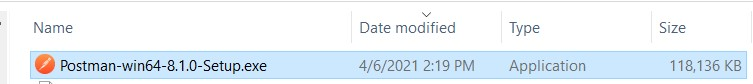 Name Date modified Type Size
Postman-win64-8.1.0-Setup.exe 4/6/2021 2:19 PM Application 118,136 KB